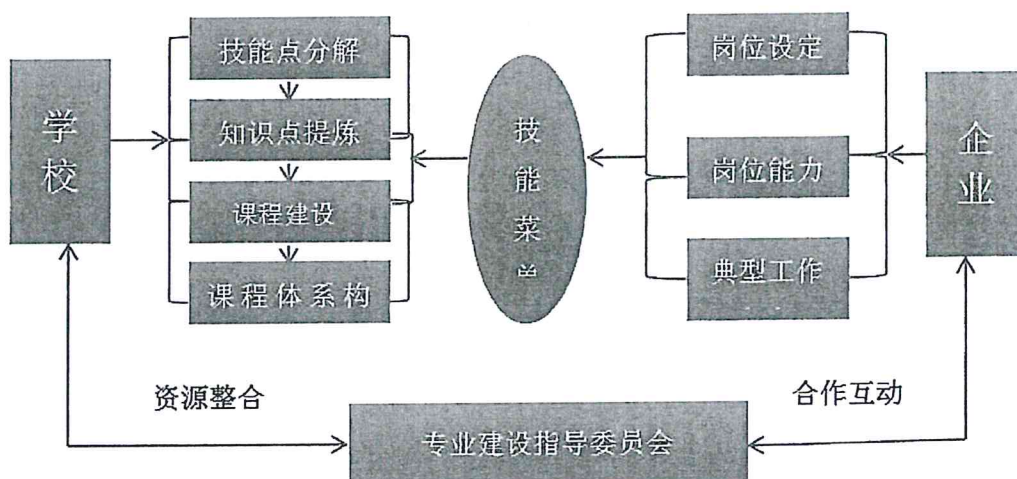 学校
技能点分解
知识点提炼
课程建设
课程体系构
技能菜单
岗位设定
岗位能力
典型工作
企业
资源整合
合作互动
专业建设指导委员会